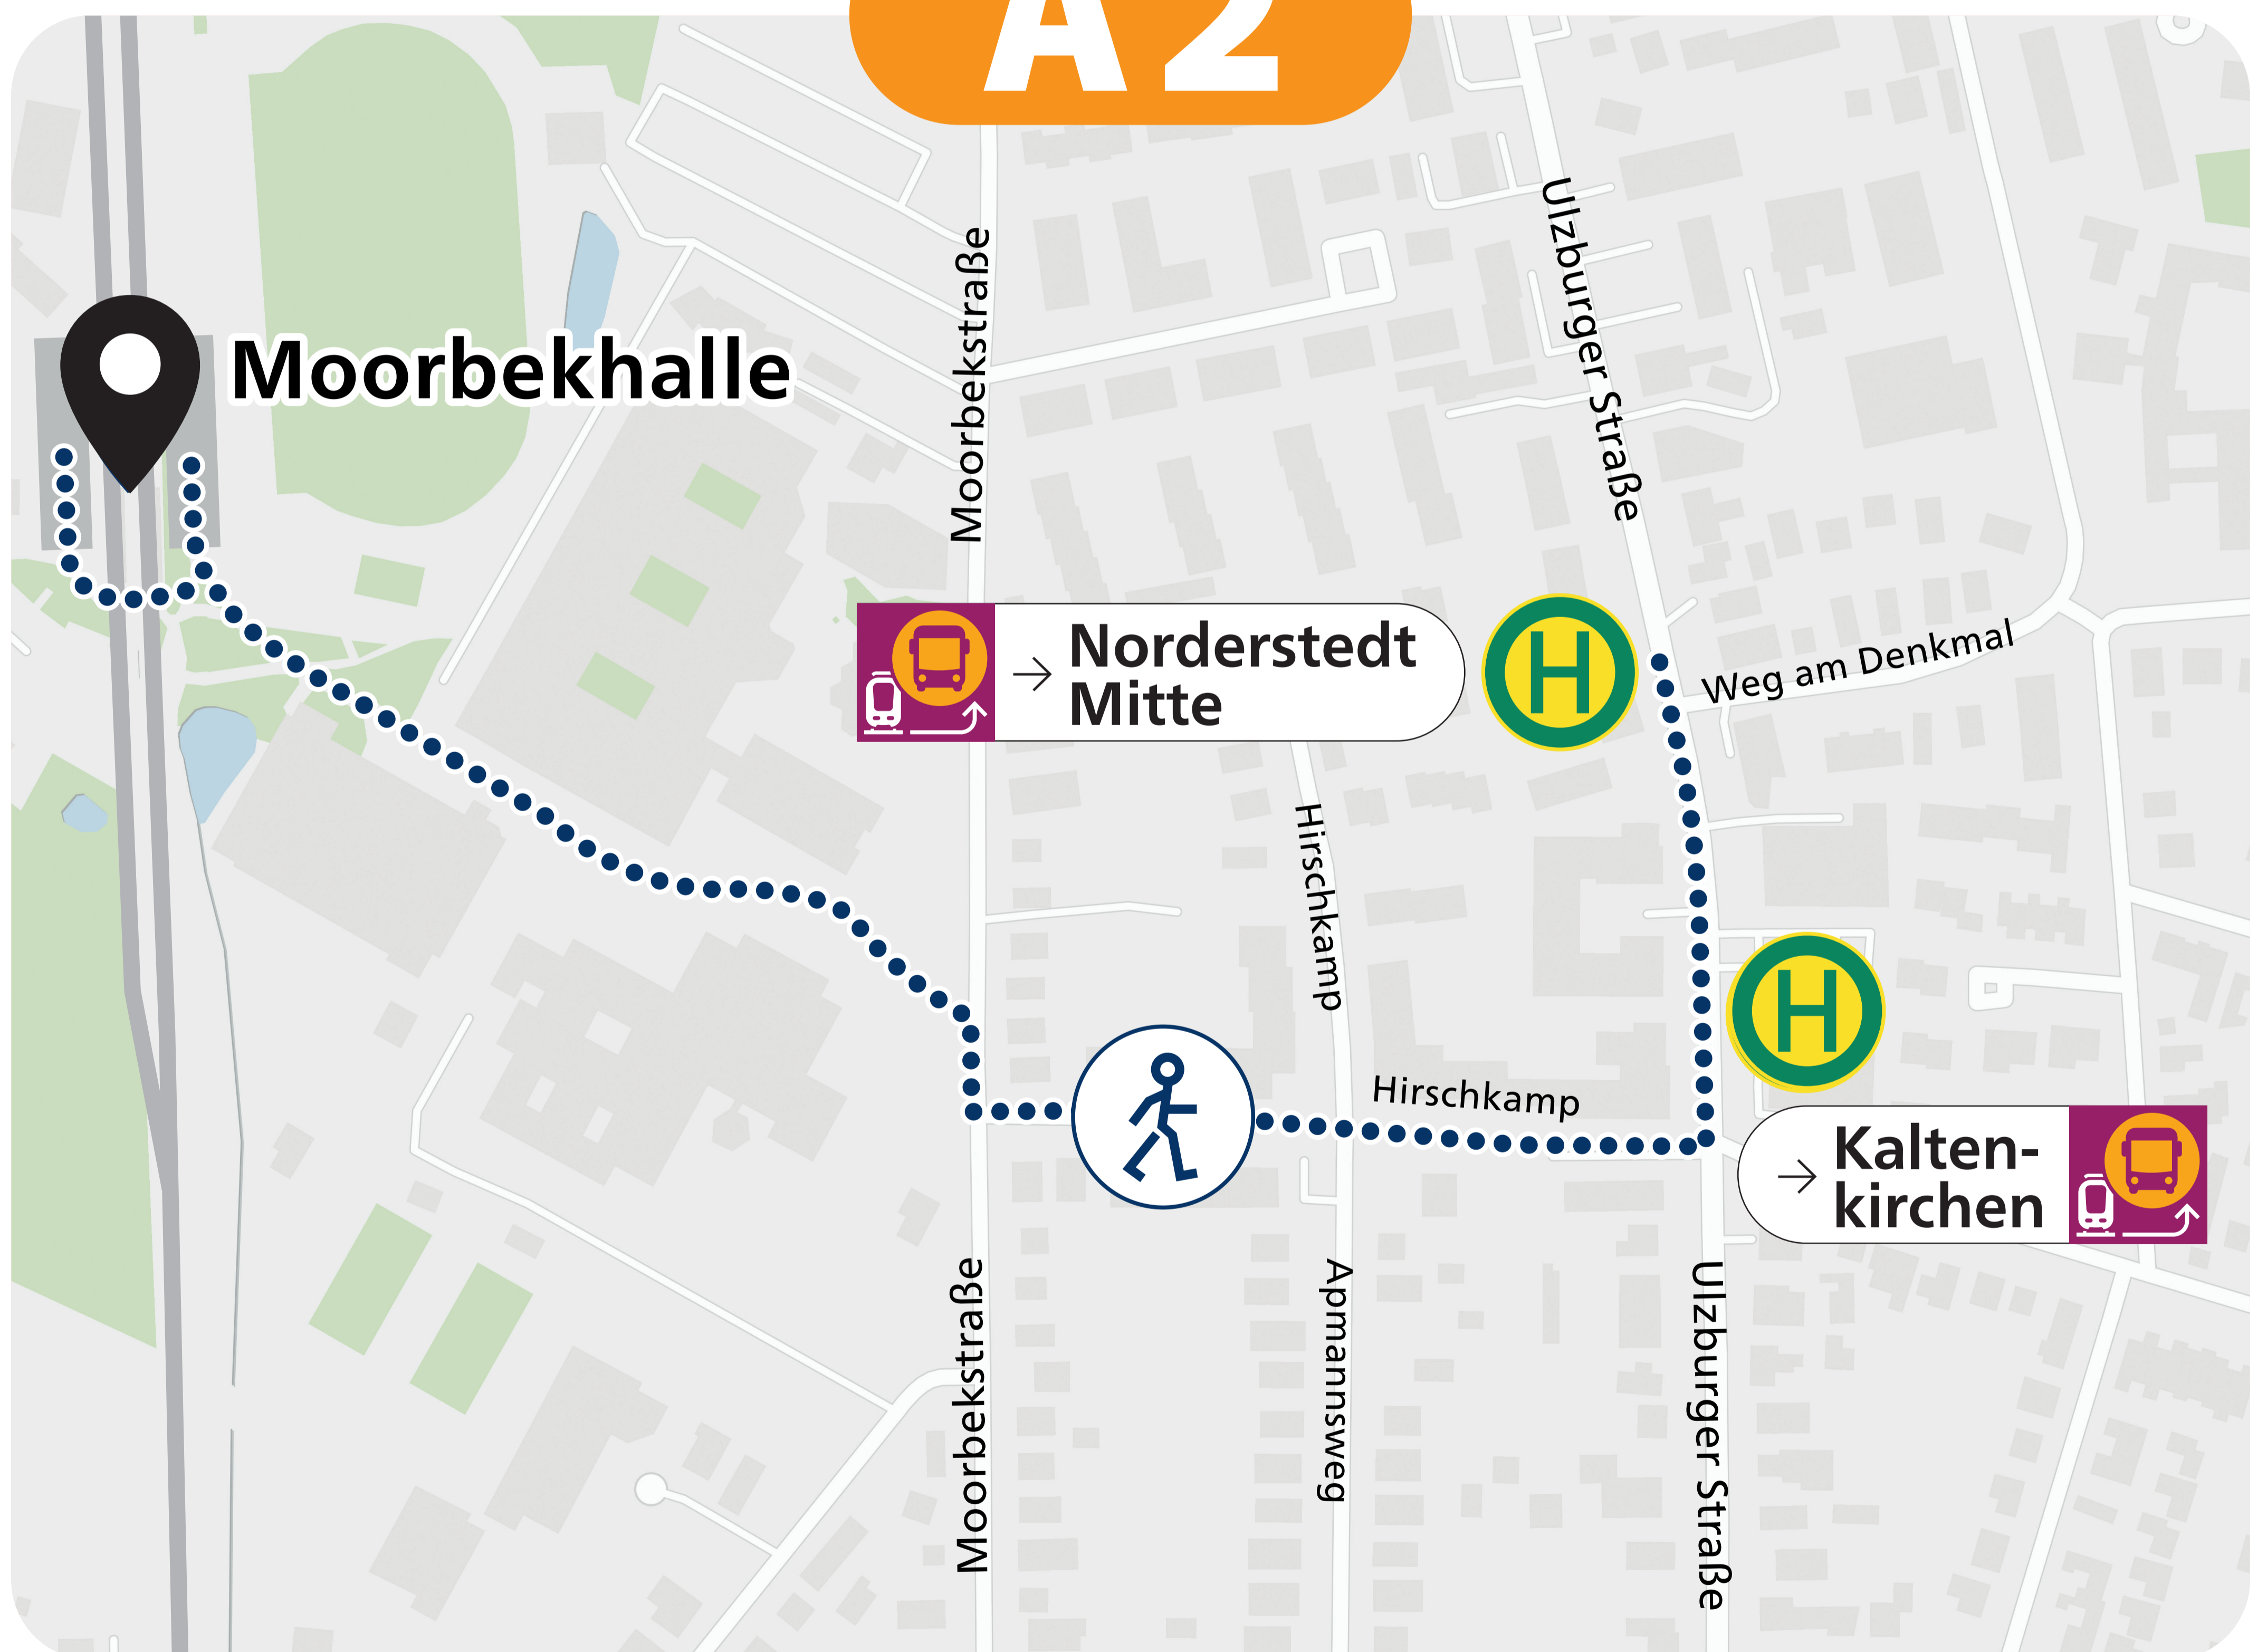 A2
Ulzburger Straße
Moorbekstraße
Moorbekhalle
Norderstedt
Mitte
H
Weg am Denkmal
Hirschkamp
H
Hirschkamp
Kalten-
kirchen
Moorbekstraße
Apmannsweg
Ulzburger Straße